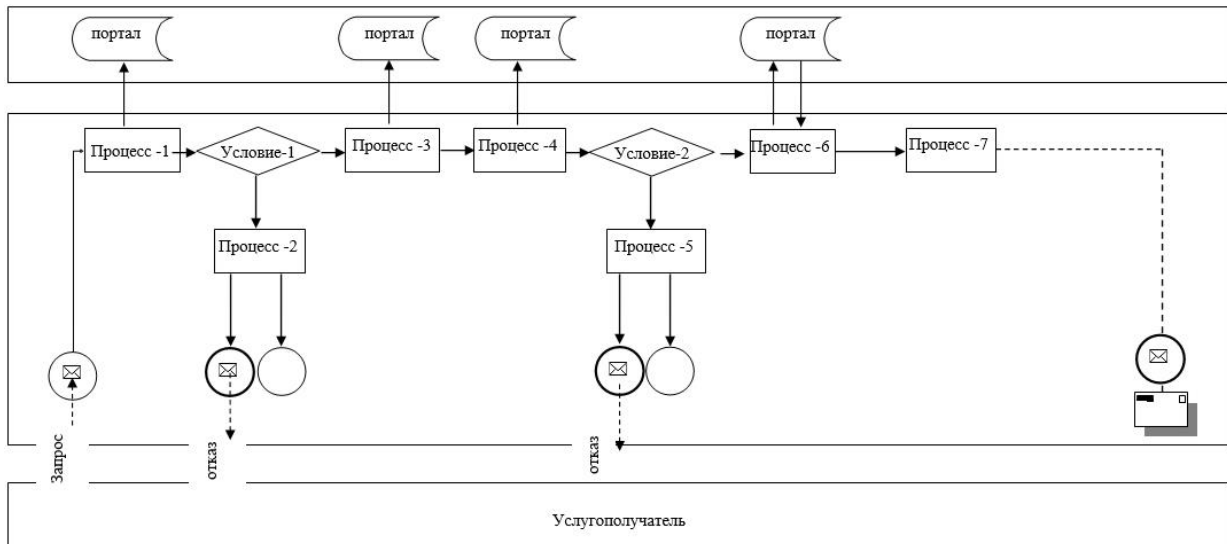 портал
портал
портал
портал
Процесс -1
Условие-1
Процесс -3
Процесс -4
Условие-2
Процесс -6
Процесс -7
Процесс -2
Процесс -5
Запрос
отказ
отказ
Услугополучатель